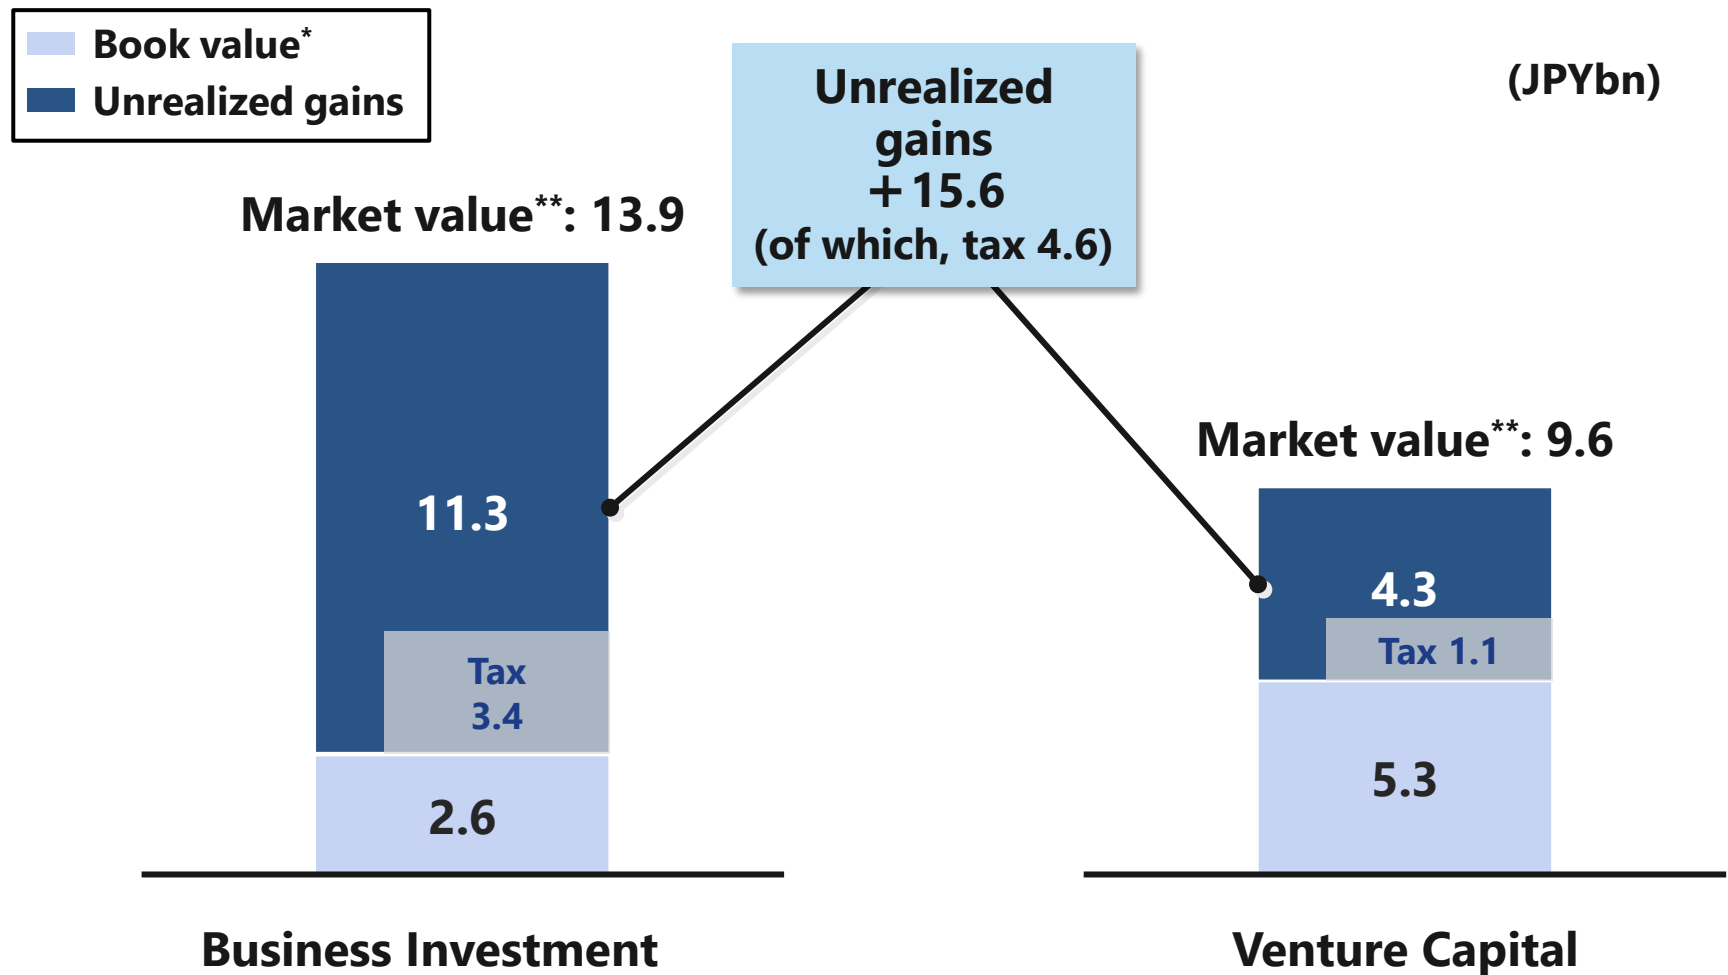 Book value*
Unrealized gains
Unrealized
gains
+15.6
(of which, tax 4.6)
(JPYbn)
Market value**: 13.9
11.3
Tax
3.4
2.6
Business Investment
Market value**: 9.6
4.3
Tax 1.1
5.3
Venture Capital